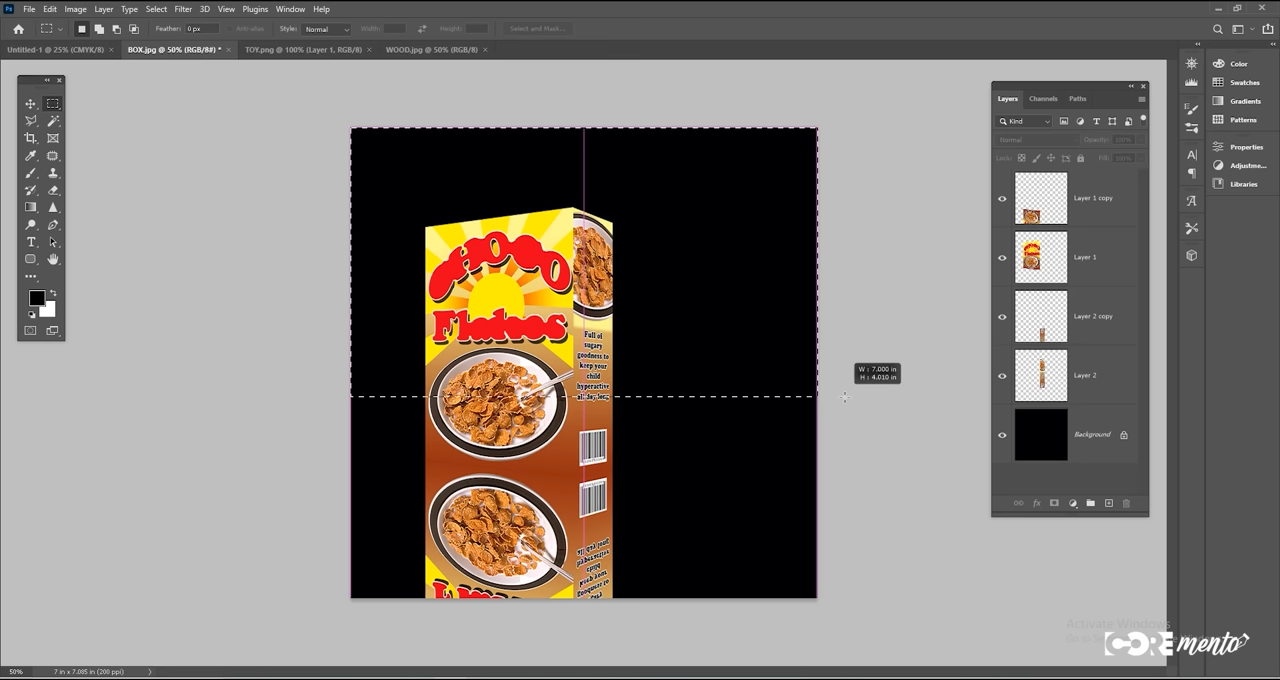 Ps File Edit Image Layer Type Select Filter 3D View Plugins Window Help
Feather: 0 px Anti-alias Style: Normal Width: Height: Select and Mask...
Untitled-1 @ 25% (CMYK/8) × BOX.jpg @ 50% (RGB/8#) * × TOY.png @ 100% (Layer 1, RGB/8) × WOOD.jpg @ 50% (RGB/8) ×
Color
Swatches
Gradients
Patterns
Properties
Adjustme...
Libraries
Layers Channels Paths
Kind
Normal Opacity: 100%
Lock: Fill: 100%
Layer 1 copy
Layer 1
Layer 2 copy
Layer 2
Background
W : 7.000 in
H : 4.010 in
Flakes
Full of
sugary
goodness to
keep your
child
hyperactive
all day long
Activate Windows
COREmento
50% 7 in x 7.085 in (200 ppi)